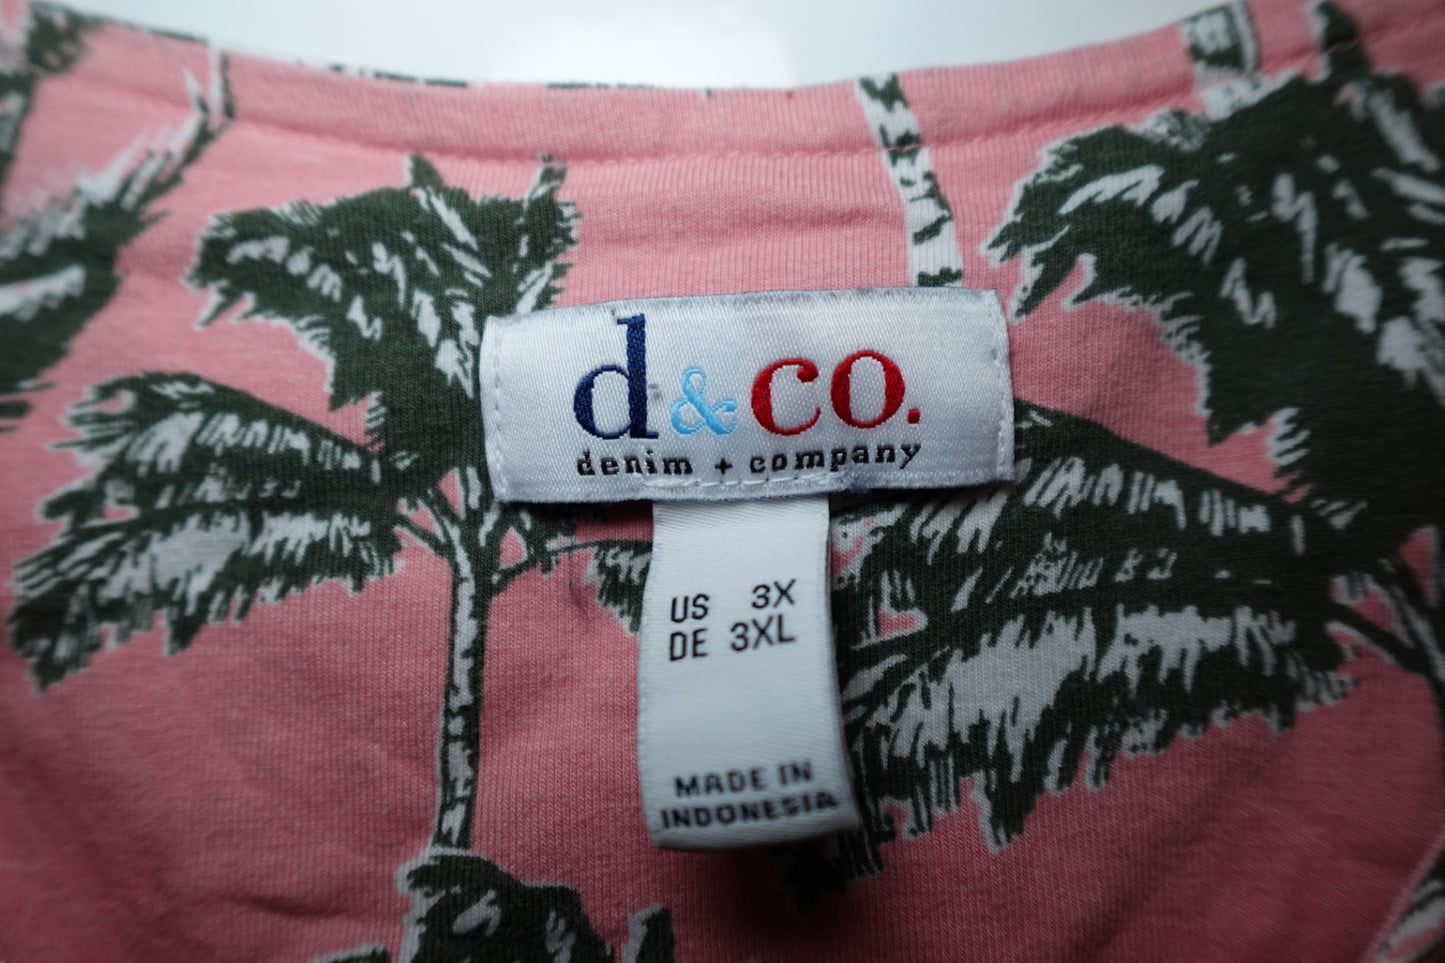 d&co.
denim + company
US 3X
DE 3XL
MADE IN
INDONESIA